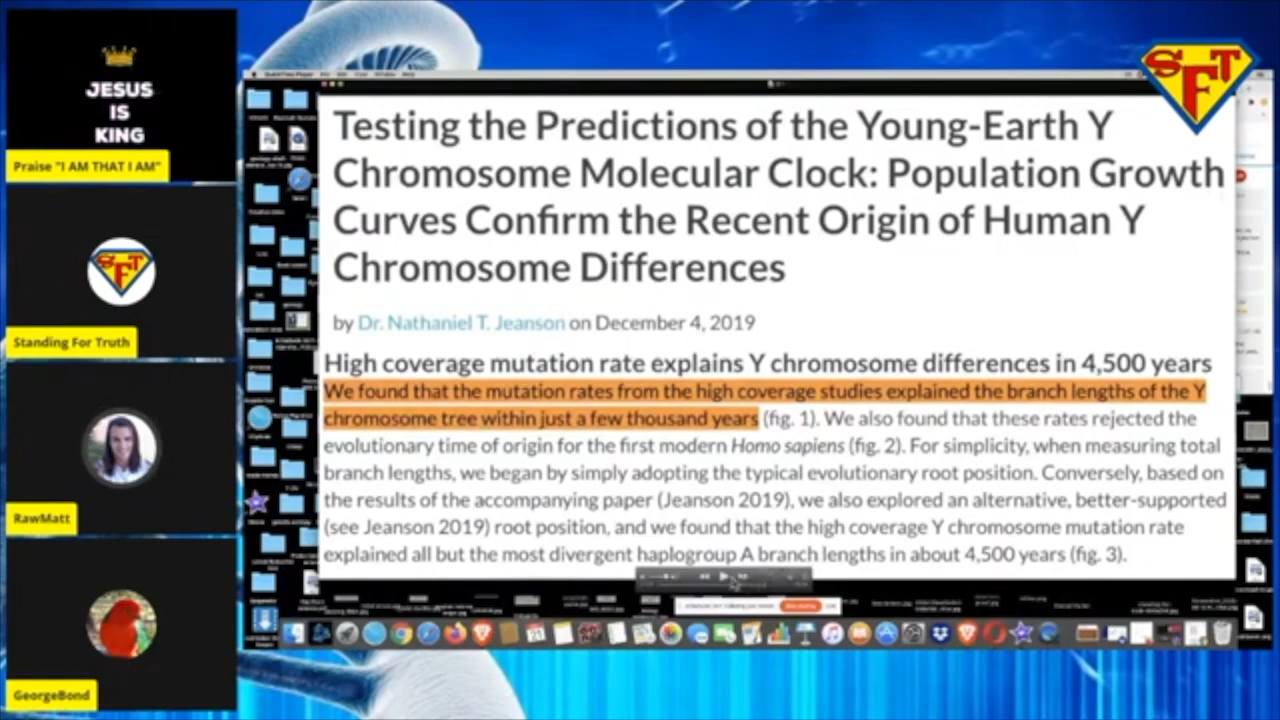 JESUS
IS
KING
Praise "I AM THAT I AM"
SFT
Standing For Truth
RawMatt
GeorgeBond
SFT
Testing the Predictions of the Young-Earth Y
Chromosome Molecular Clock: Population Growth
Curves Confirm the Recent Origin of Human Y
Chromosome Differences
by Dr. Nathaniel T. Jeanson on December 4, 2019
High coverage mutation rate explains Y chromosome differences in 4,500 years
We found that the mutation rates from the high coverage studies explained the branch lengths of the Y
chromosome tree within just a few thousand years (fig. 1). We also found that these rates rejected the
evolutionary time of origin for the first modern Homo sapiens (fig. 2). For simplicity, when measuring total
branch lengths, we began by simply adopting the typical evolutionary root position. Conversely, based on
the results of the accompanying paper (Jeanson 2019), we also explored an alternative, better-supported
(see Jeanson 2019) root position, and we found that the high coverage Y chromosome mutation rate
explained all but the most divergent haplogroup A branch lengths in about 4,500 years (fig. 3).